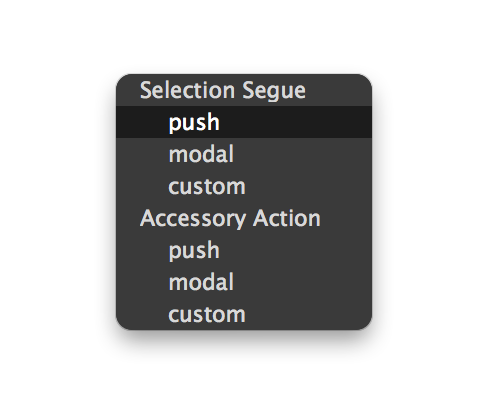 Selection Segue
push
modal
custom
Accessory Action
push
modal
custom